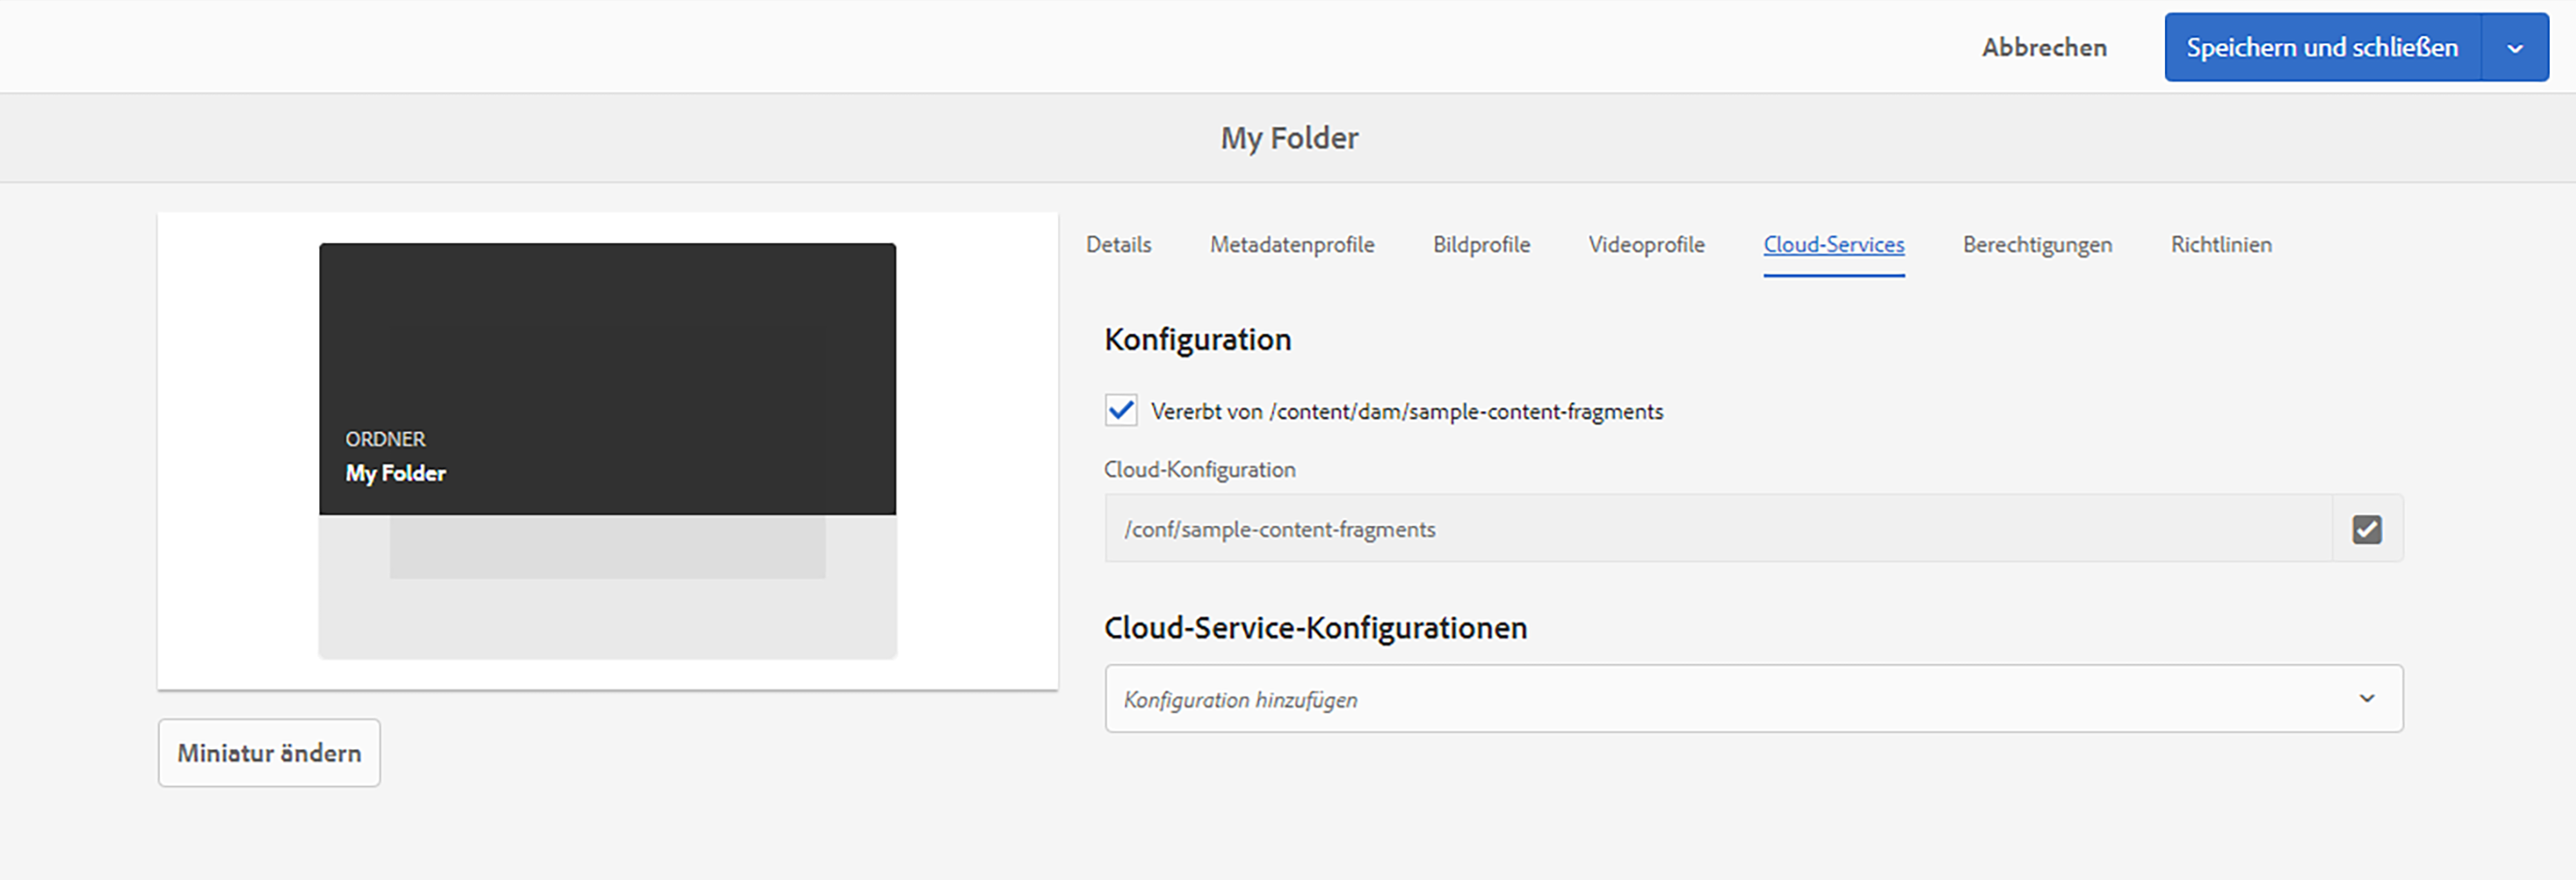 Abbrechen
Speichern und schließen
My Folder
ORDNER
My Folder
Miniatur ändern
Details Metadatenprofile Bildprofile Videoprofile Cloud-Services Berechtigungen Richtlinien
Konfiguration
Vererbt von /content/dam/sample-content-fragments
Cloud-Konfiguration
/conf/sample-content-fragments
Cloud-Service-Konfigurationen
Konfiguration hinzufügen